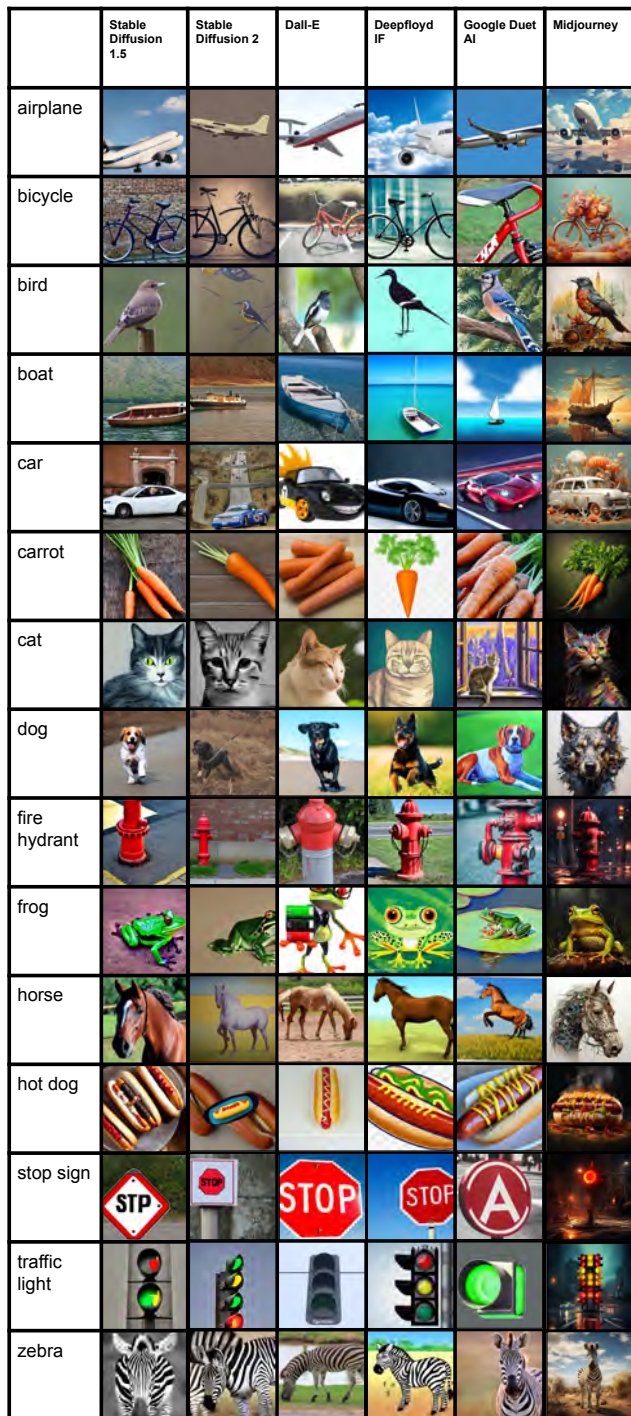 Stable Diffusion 1.5
Stable Diffusion 2
Dall-E
Deepfloyd IF
Google Duet AI
Midjourney
airplane
bicycle
bird
boat
car
carrot
cat
dog
fire hydrant
frog
horse
hot dog
stop sign
STP
STOP
STOP
STOP
A
traffic light
zebra